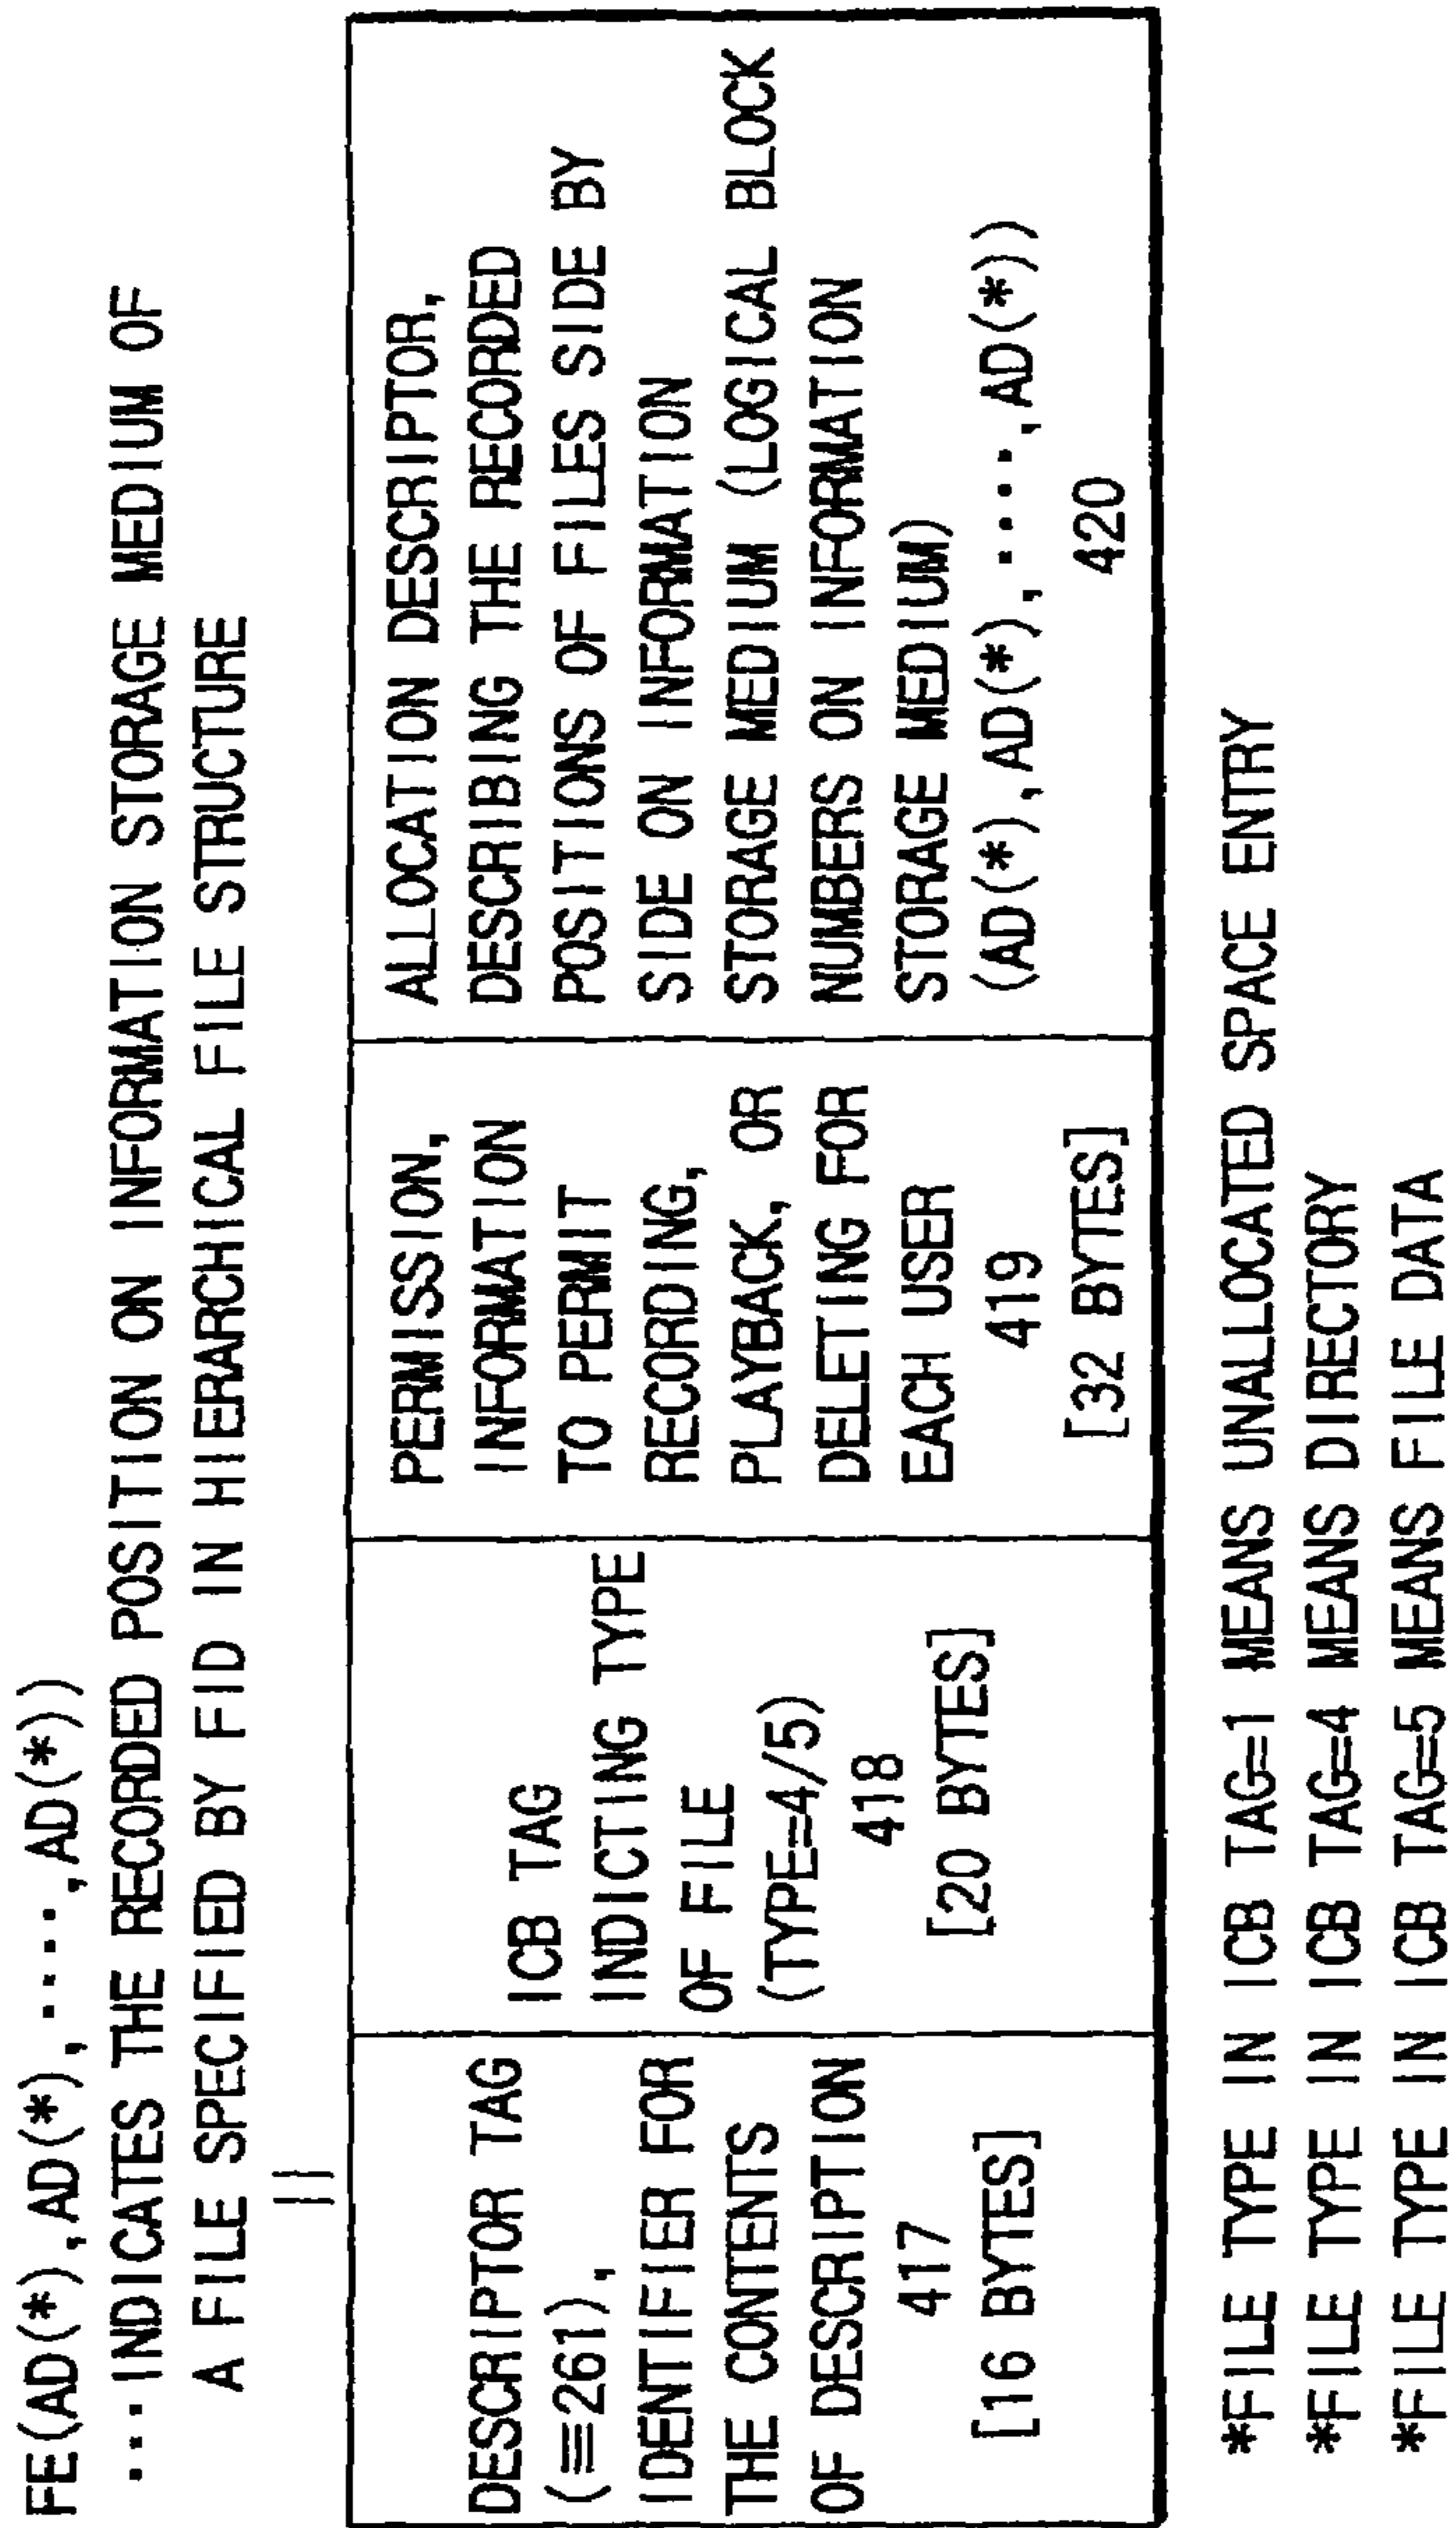 FE(AD(*),AD(*),····,AD(*))
···INDICATES THE RECORDED POSITION ON INFORMATION STORAGE MEDIUM OF
A FILE SPECIFIED BY FID IN HIERARCHICAL FILE STRUCTURE
||
DESCRIPTOR TAG
(≡261),
IDENTIFIER FOR
THE CONTENTS
OF DESCRIPTION
417
[16 BYTES]
ICB TAG
INDICTING TYPE
OF FILE
(TYPE=4/5)
418
[20 BYTES]
PERMISSION,
INFORMATION
TO PERMIT
RECORDING,
PLAYBACK, OR
DELETING FOR
EACH USER
419
[32 BYTES]
ALLOCATION DESCRIPTOR,
DESCRIBING THE RECORDED
POSITIONS OF FILES SIDE BY
SIDE ON INFORMATION
STORAGE MEDIUM (LOGICAL BLOCK
NUMBERS ON INFORMATION
STORAGE MEDIUM)
(AD(*),AD(*),····,AD(*))
420
*FILE TYPE IN ICB TAG=1 MEANS UNALLOCATED SPACE ENTRY
*FILE TYPE IN ICB TAG=4 MEANS DIRECTORY
*FILE TYPE IN ICB TAG=5 MEANS FILE DATA